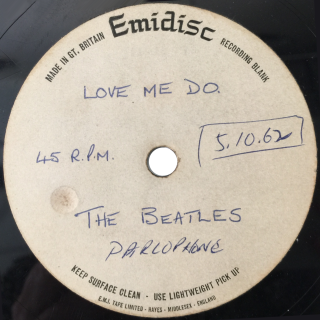 Emidisc
MADE IN GT. BRITAIN
RECORDING BLANK
LOVE ME DO.
45 R.P.M.
5.10.62
THE BEATLES
PARLOPHONE
KEEP SURFACE CLEAN - USE LIGHTWEIGHT PICK UP
E.M.I. TAPE LIMITED - HAYES - MIDDLESEX - ENGLAND